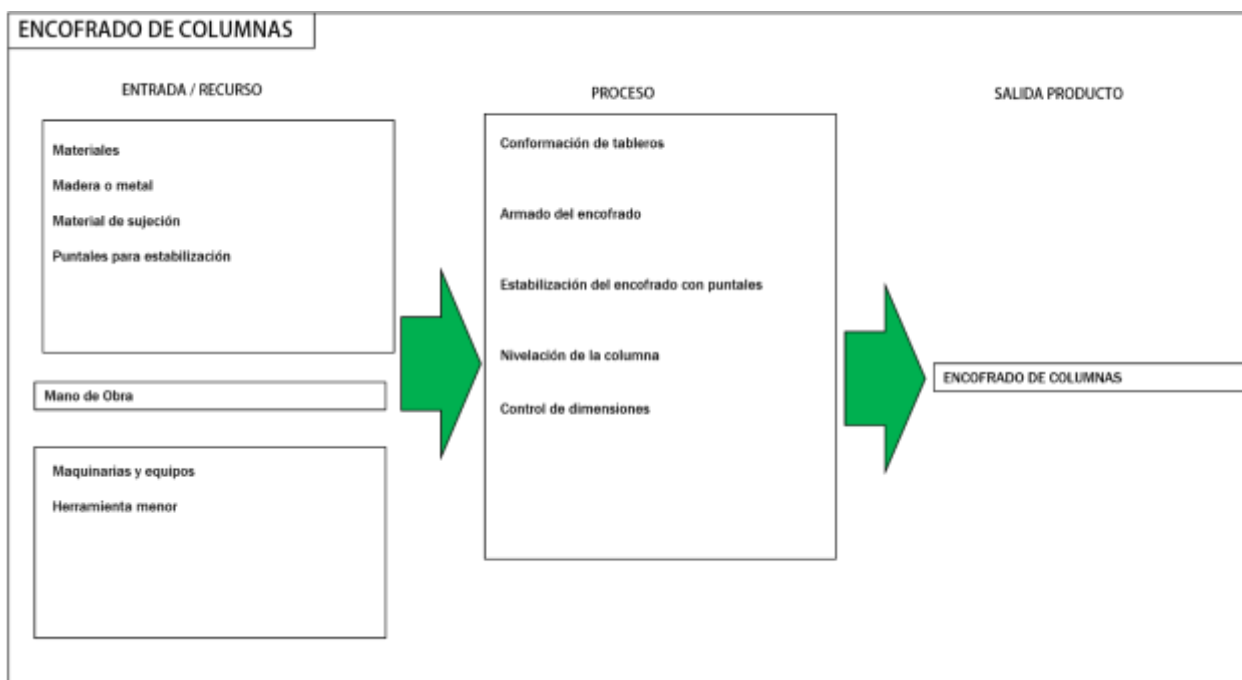 ENCOFRADO DE COLUMNAS
ENTRADA / RECURSO
Materiales
Madera o metal
Material de sujeción
Puntales para estabilización
Mano de Obra
Maquinarias y equipos
Herramienta menor
PROCESO
Conformación de tableros
Armado del encofrado
Estabilización del encofrado con puntales
Nivelación de la columna
Control de dimensiones
SALIDA PRODUCTO
ENCOFRADO DE COLUMNAS